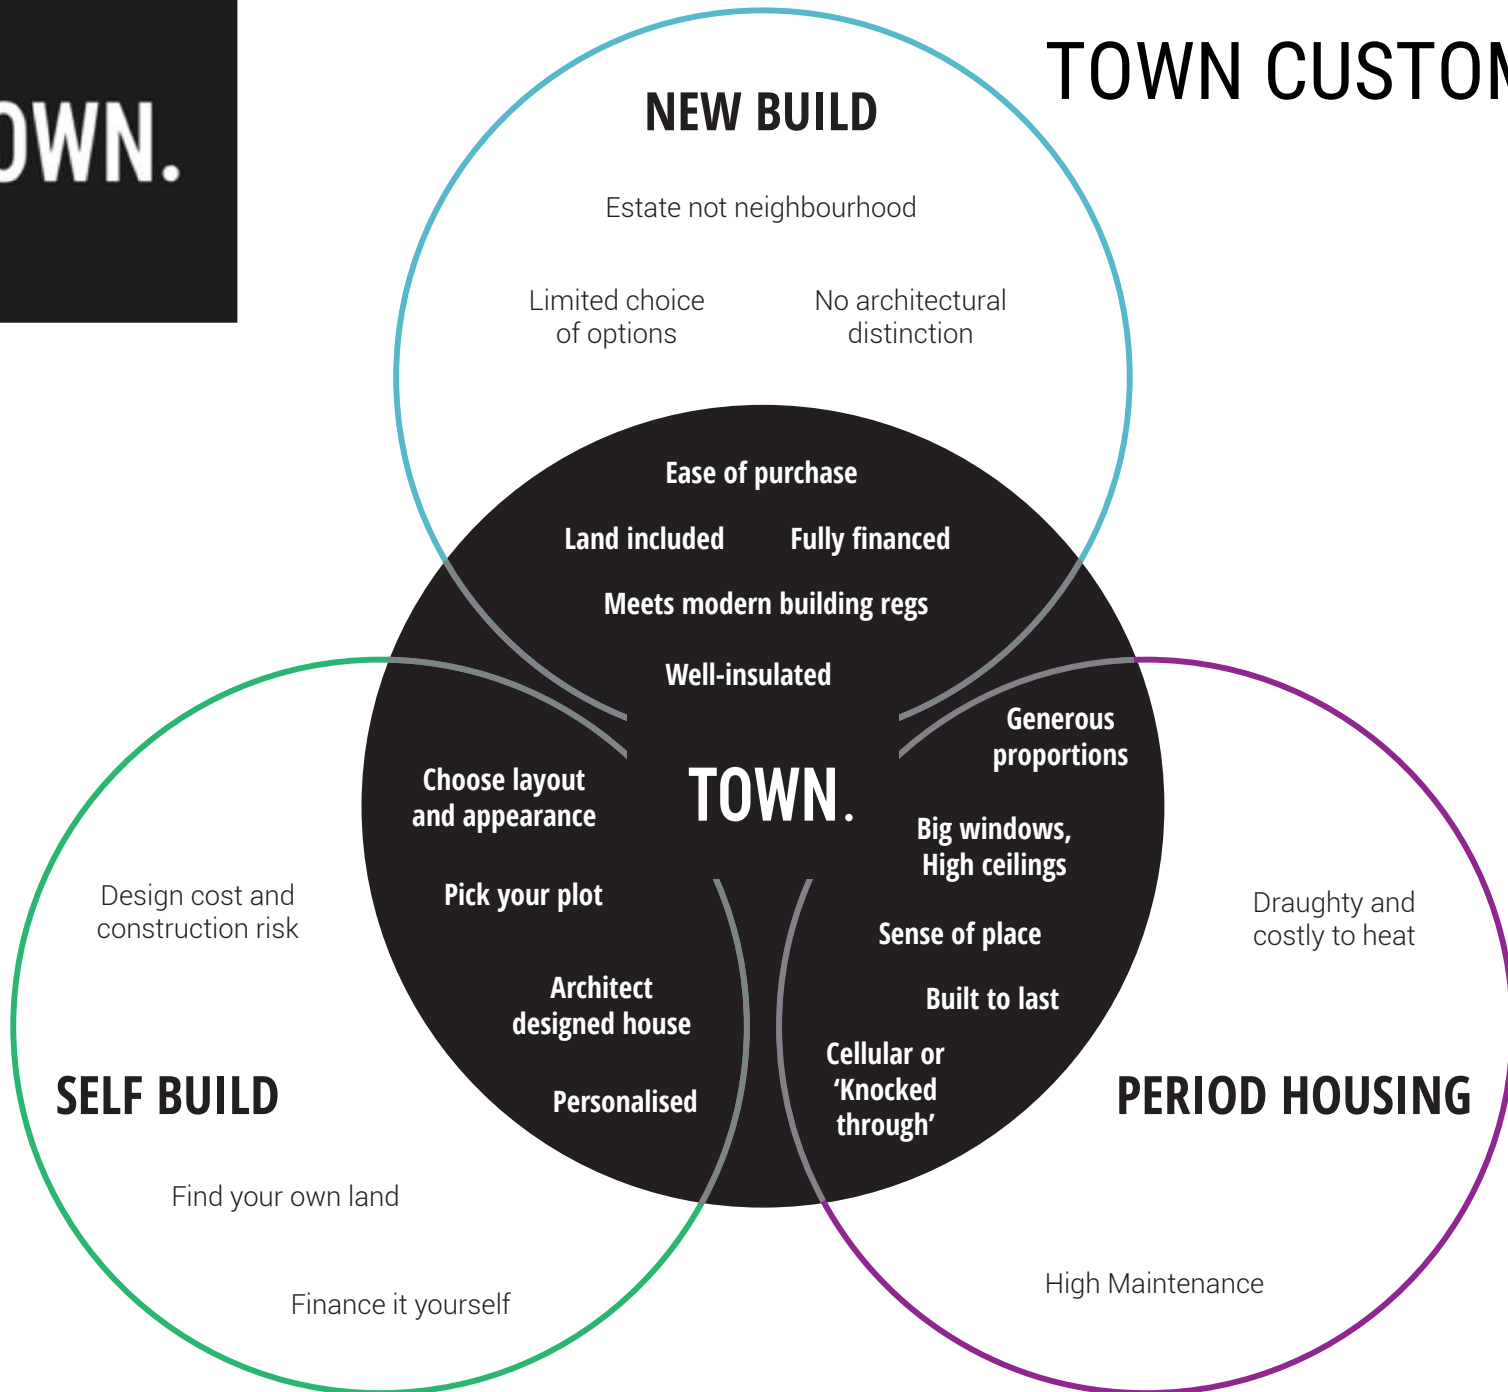 OWN.
TOWN CUSTOM
NEW BUILD
Estate not neighbourhood
Limited choice
of options
No architectural
distinction
Ease of purchase
Land included
Fully financed
Meets modern building regs
Well-insulated
TOWN.
Choose layout
and appearance
Pick your plot
Architect
designed house
Personalised
Generous
proportions
Big windows,
High ceilings
Sense of place
Built to last
Cellular or
‘Knocked
through’
Design cost and
construction risk
SELF BUILD
Find your own land
Finance it yourself
Draughty and
costly to heat
PERIOD HOUSING
High Maintenance